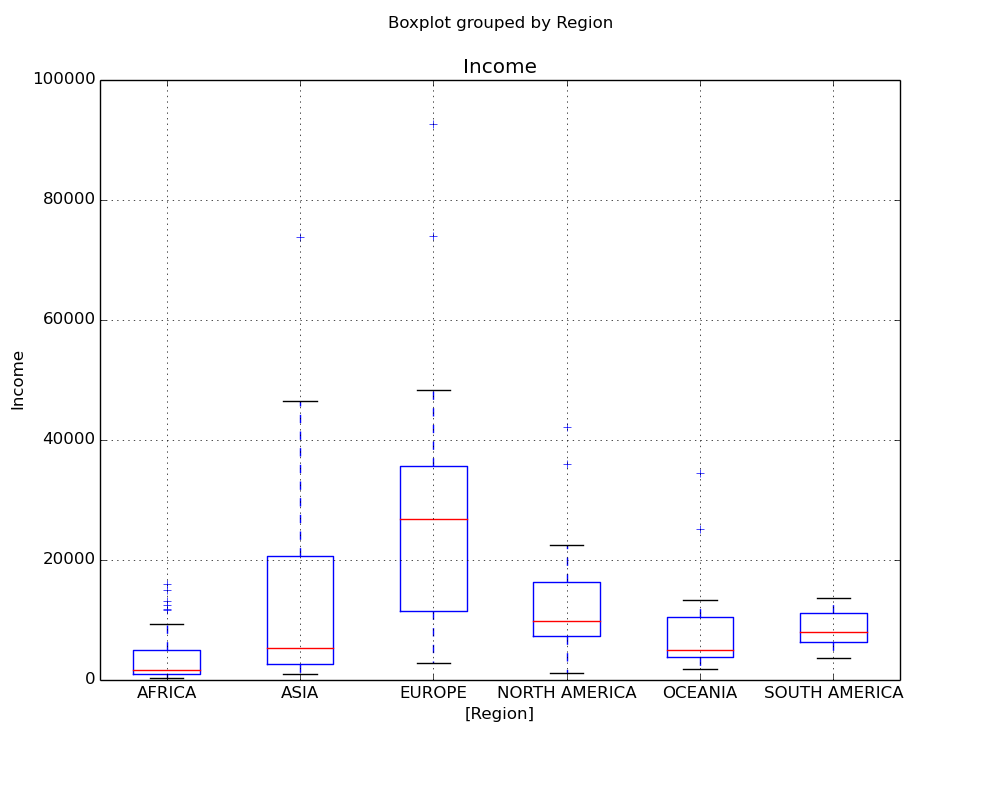 Boxplot grouped by Region
Income
100000
80000
60000
40000
20000
0
Income
AFRICA ASIA EUROPE NORTH AMERICA OCEANIA SOUTH AMERICA
[Region]